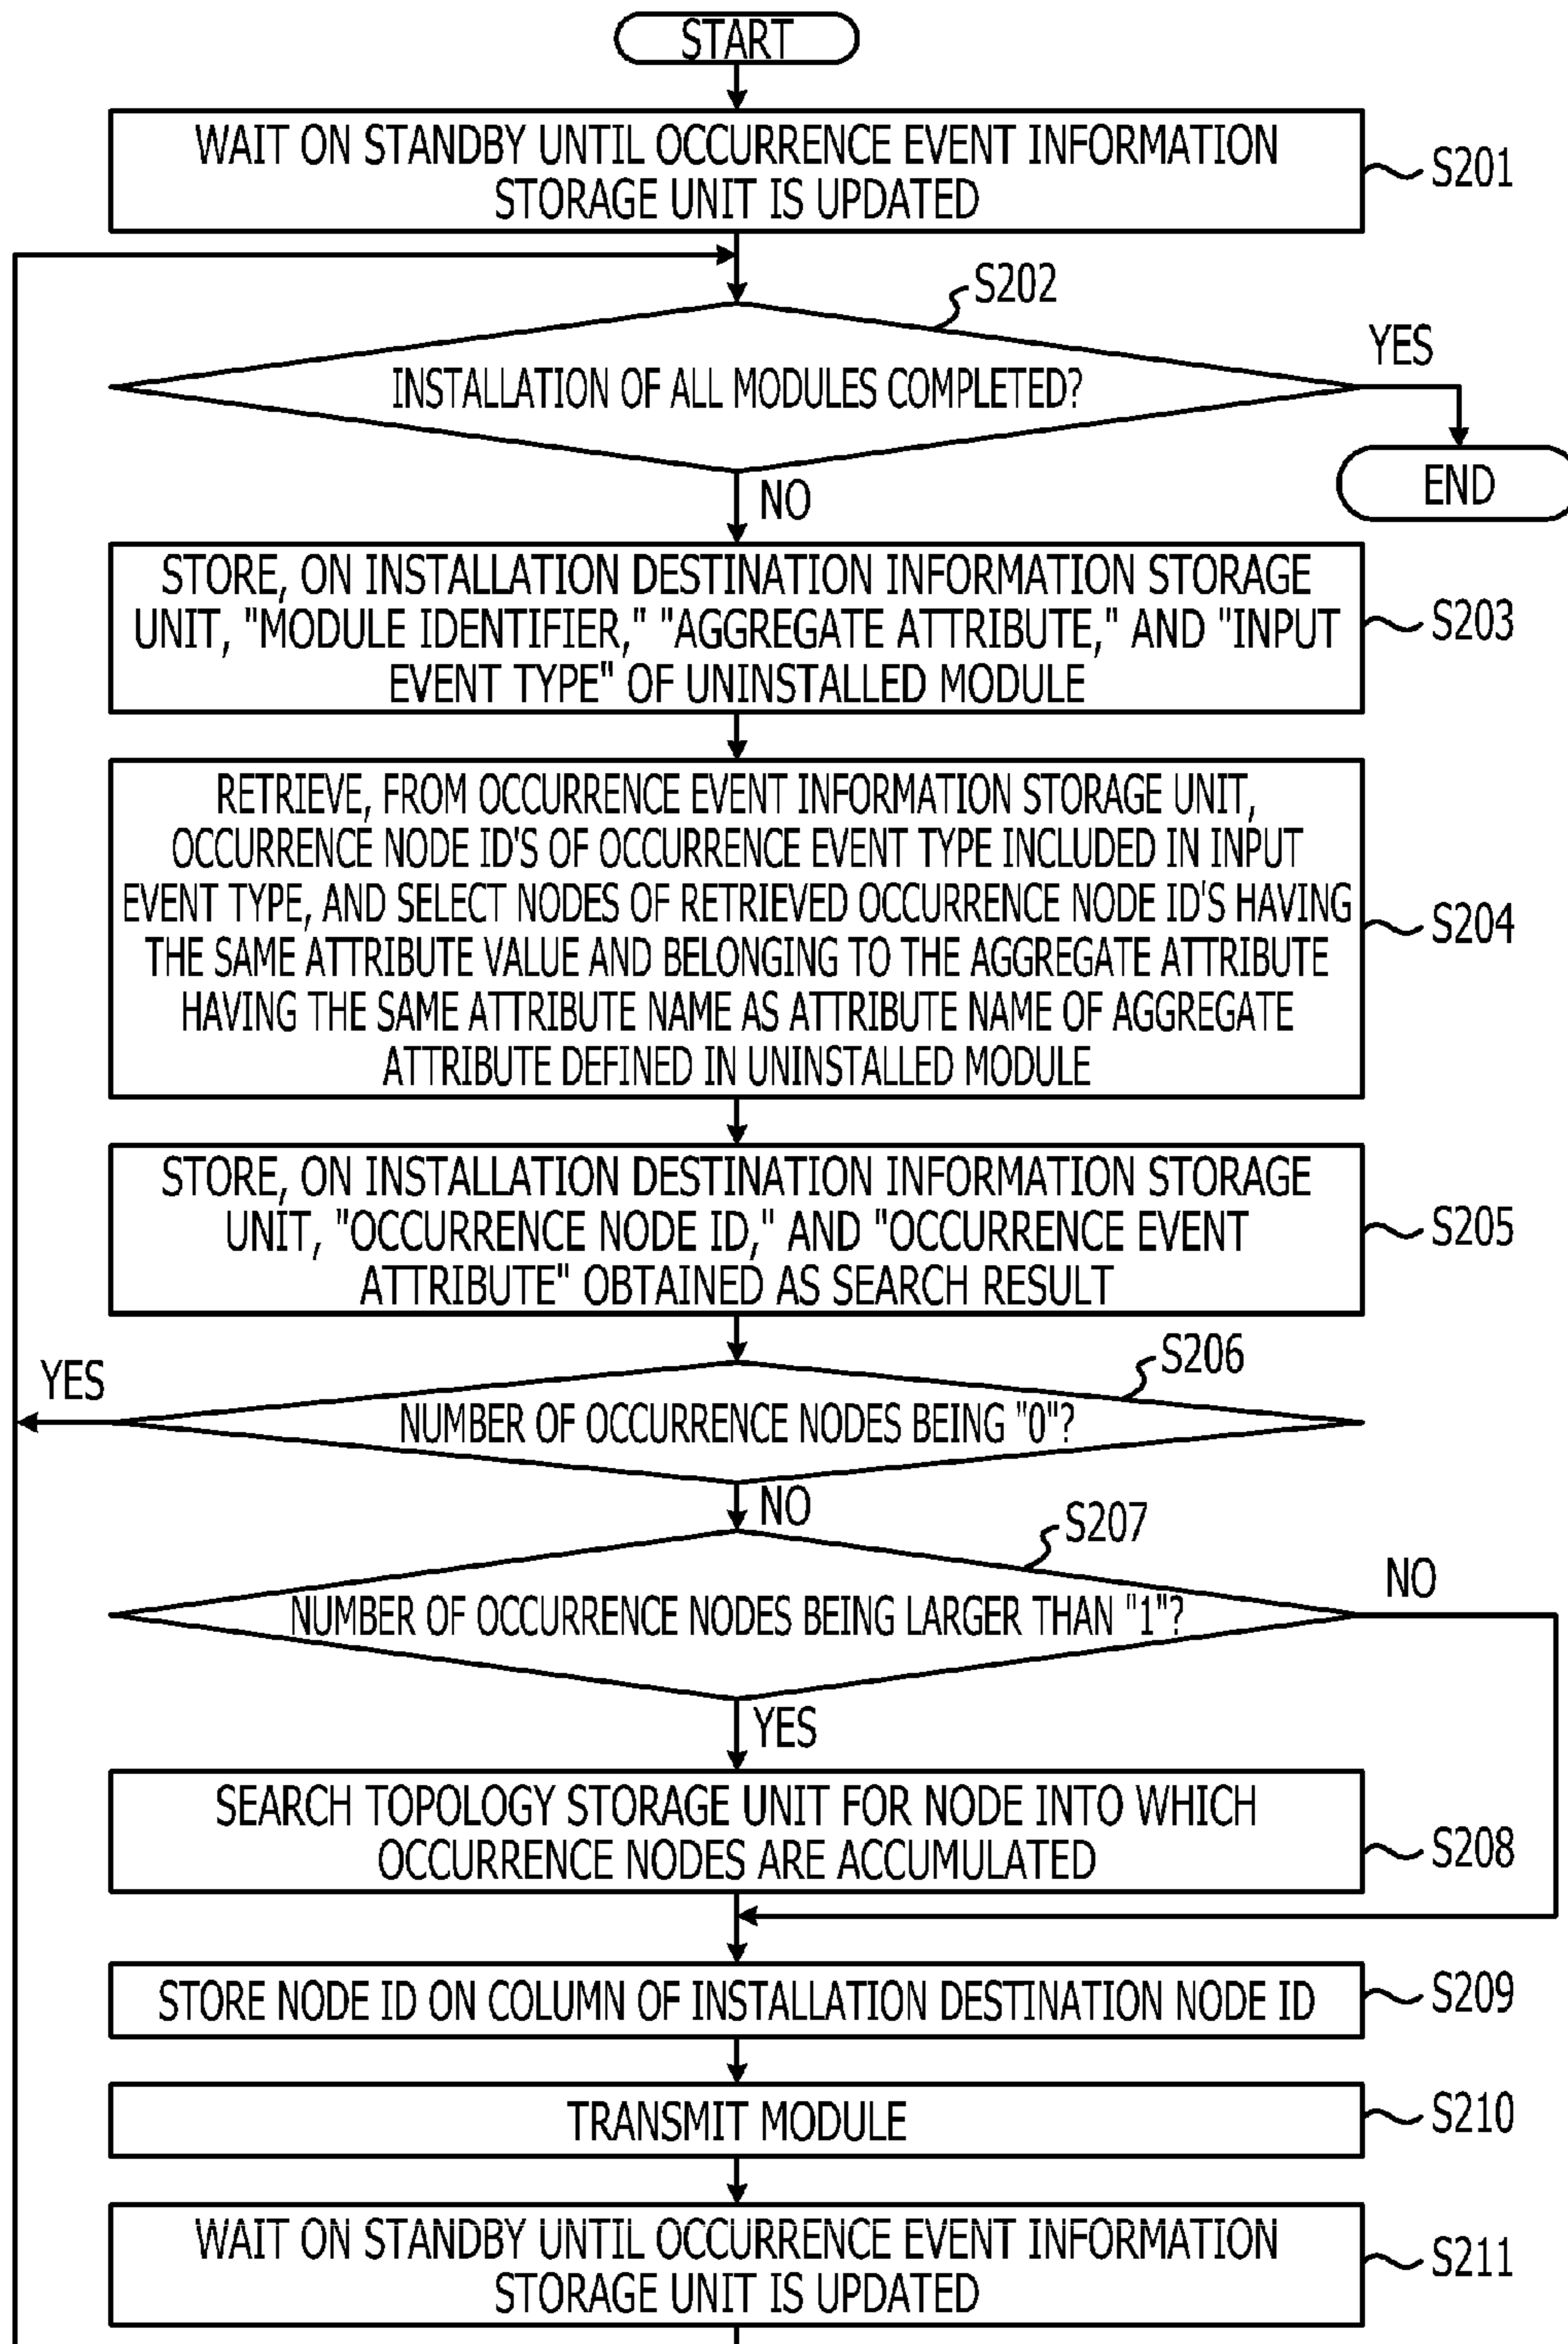 START
WAIT ON STANDBY UNTIL OCCURRENCE EVENT INFORMATION
STORAGE UNIT IS UPDATED
S201
S202
INSTALLATION OF ALL MODULES COMPLETED?
YES
END
NO
STORE, ON INSTALLATION DESTINATION INFORMATION STORAGE
UNIT, "MODULE IDENTIFIER," "AGGREGATE ATTRIBUTE," AND "INPUT
EVENT TYPE" OF UNINSTALLED MODULE
S203
RETRIEVE, FROM OCCURRENCE EVENT INFORMATION STORAGE UNIT,
OCCURRENCE NODE ID'S OF OCCURRENCE EVENT TYPE INCLUDED IN INPUT
EVENT TYPE, AND SELECT NODES OF RETRIEVED OCCURRENCE NODE ID'S HAVING
THE SAME ATTRIBUTE VALUE AND BELONGING TO THE AGGREGATE ATTRIBUTE
HAVING THE SAME ATTRIBUTE NAME AS ATTRIBUTE NAME OF AGGREGATE
ATTRIBUTE DEFINED IN UNINSTALLED MODULE
S204
STORE, ON INSTALLATION DESTINATION INFORMATION STORAGE
UNIT, "OCCURRENCE NODE ID," AND "OCCURRENCE EVENT
ATTRIBUTE" OBTAINED AS SEARCH RESULT
S205
S206
YES
NUMBER OF OCCURRENCE NODES BEING "0"?
NO
S207
NUMBER OF OCCURRENCE NODES BEING LARGER THAN "1"?
NO
YES
SEARCH TOPOLOGY STORAGE UNIT FOR NODE INTO WHICH
OCCURRENCE NODES ARE ACCUMULATED
S208
STORE NODE ID ON COLUMN OF INSTALLATION DESTINATION NODE ID
S209
TRANSMIT MODULE
S210
WAIT ON STANDBY UNTIL OCCURRENCE EVENT INFORMATION
STORAGE UNIT IS UPDATED
S211